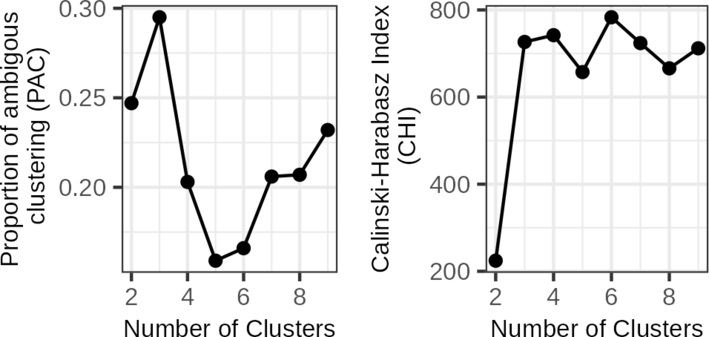 Proportion of ambigous
clustering (PAC)
0.30
0.25
0.20
2 4 6 8
Number of Clusters
Calinski-Harabasz Index
(CHI)
800
600
400
200
2 4 6 8
Number of Clusters